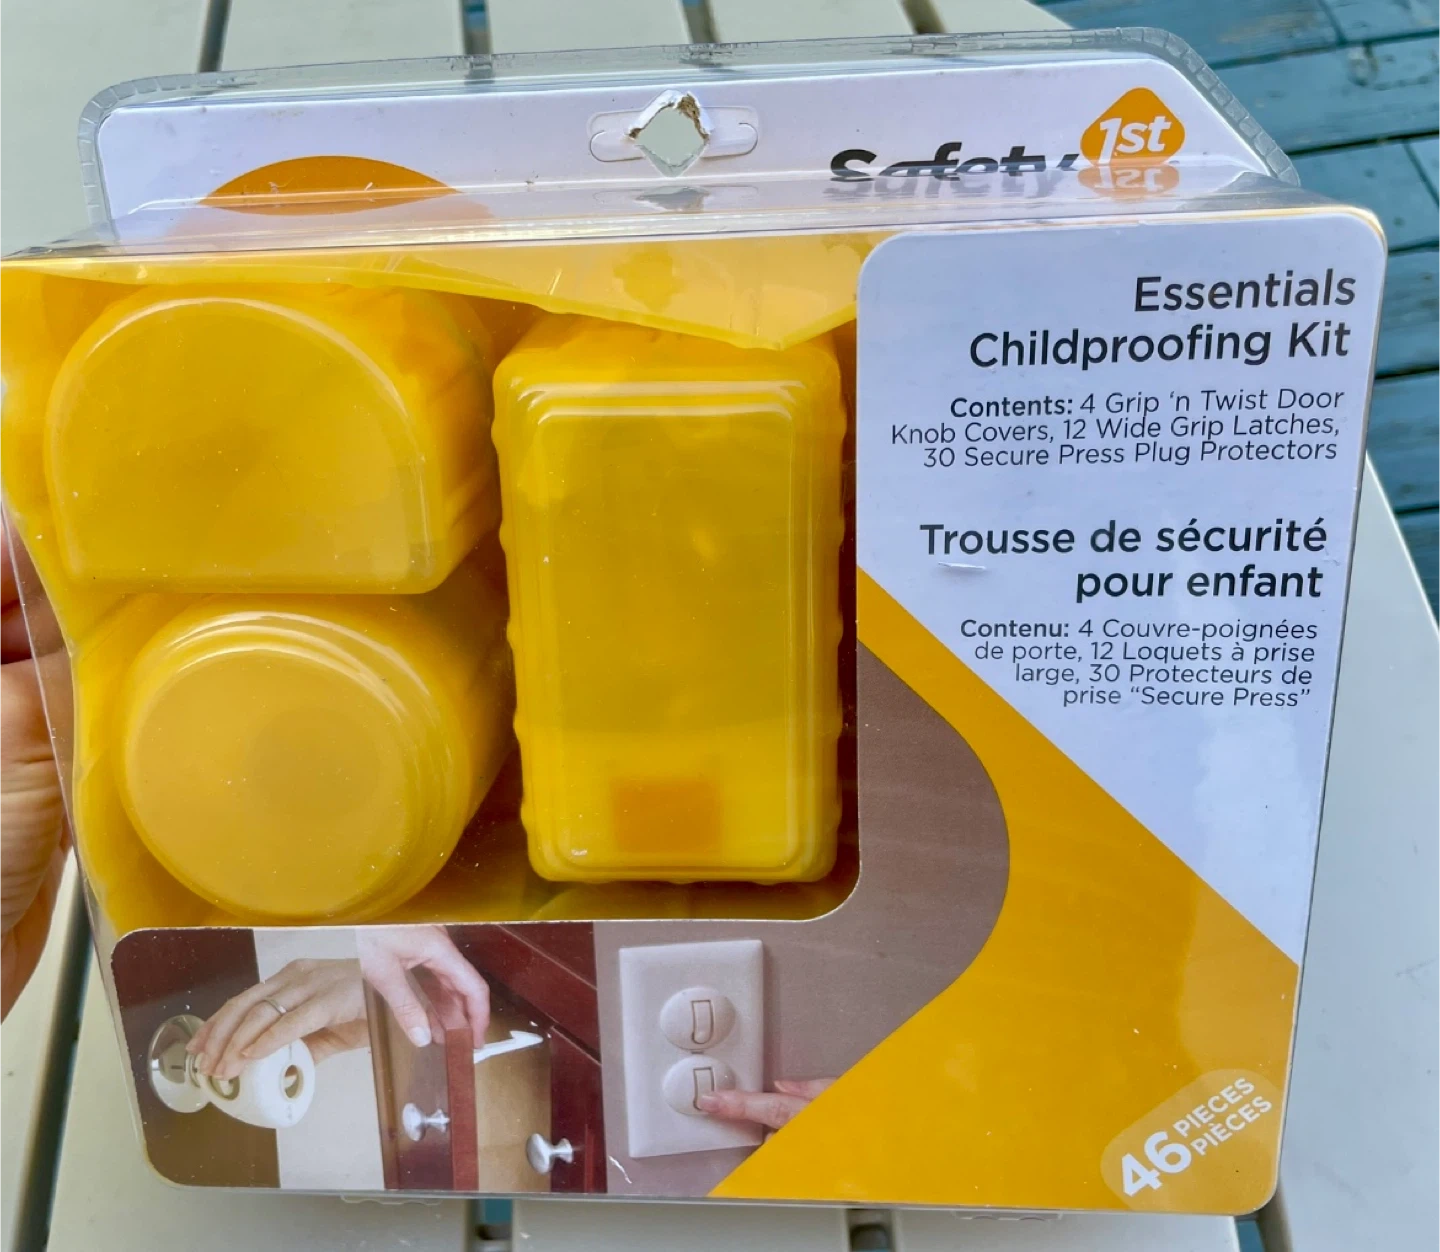 Safety 1st
Essentials
Childproofing Kit
Contents: 4 Grip ‘n Twist Door
Knob Covers, 12 Wide Grip Latches,
30 Secure Press Plug Protectors
Trousse de sécurité
pour enfant
Contenu: 4 Couvre-poignées
de porte, 12 Loquets à prise
large, 30 Protecteurs de
prise “Secure Press”
46 PIECES
PIÈCES